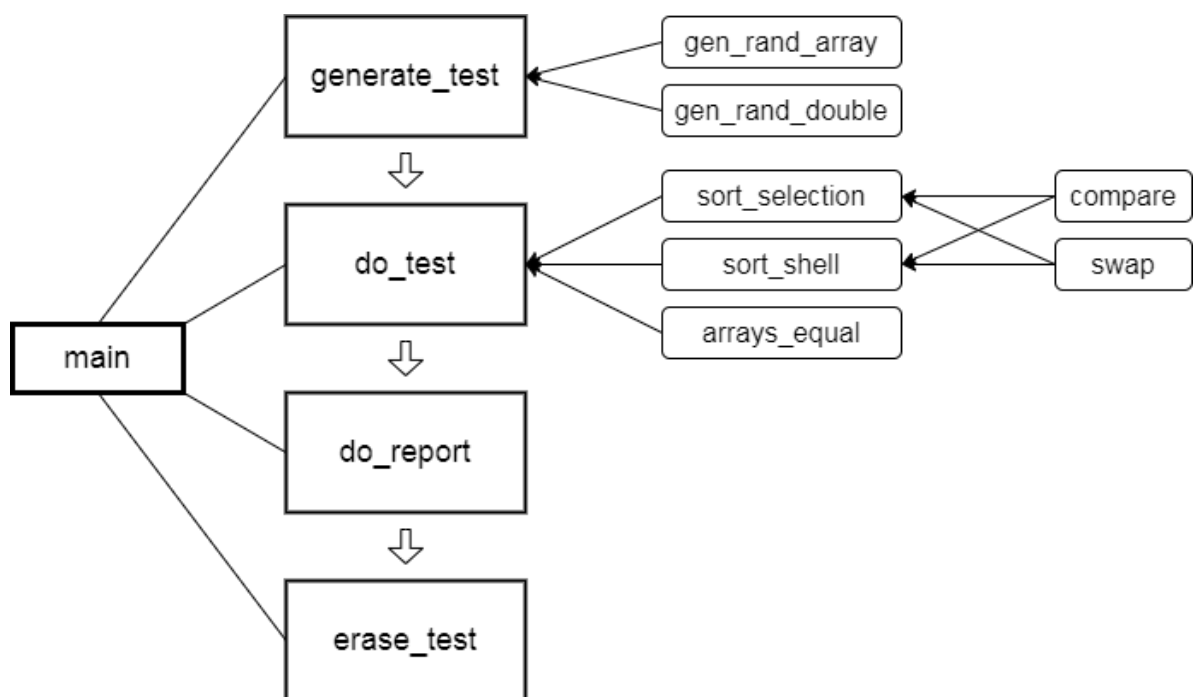 generate_test
gen_rand_array
gen_rand_double
do_test
sort_selection
sort_shell
arrays_equal
compare
swap
main
do_report
erase_test